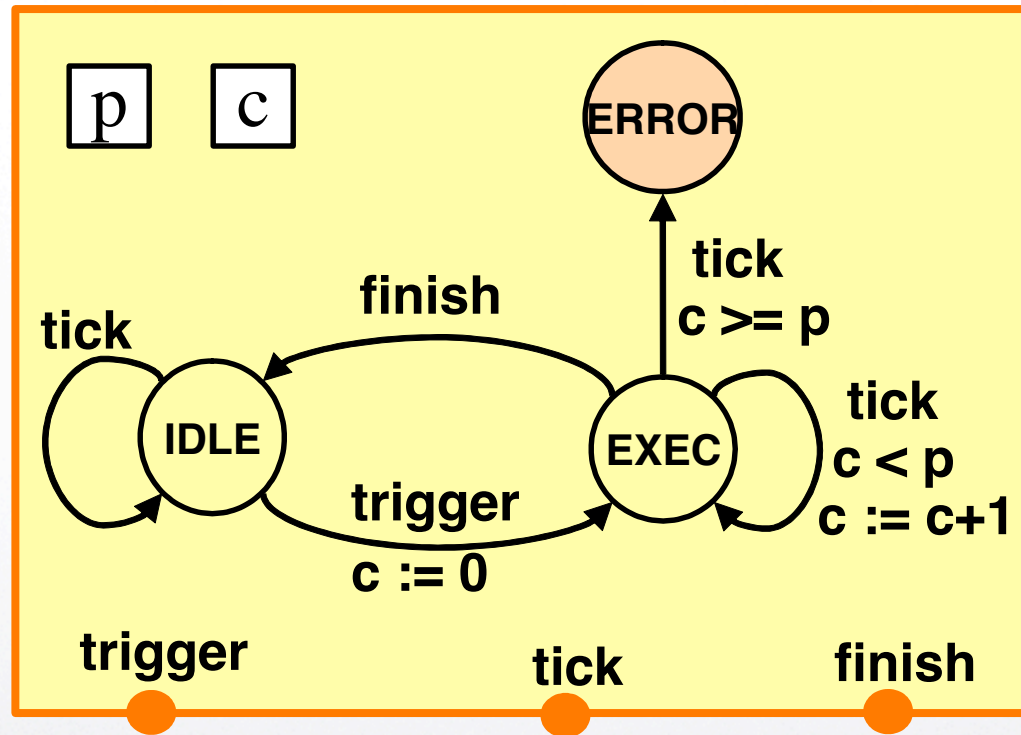 p
c
ERROR
tick
c >= p
finish
tick
IDLE
EXEC
tick
c < p
c := c+1
trigger
c := 0
trigger
tick
finish